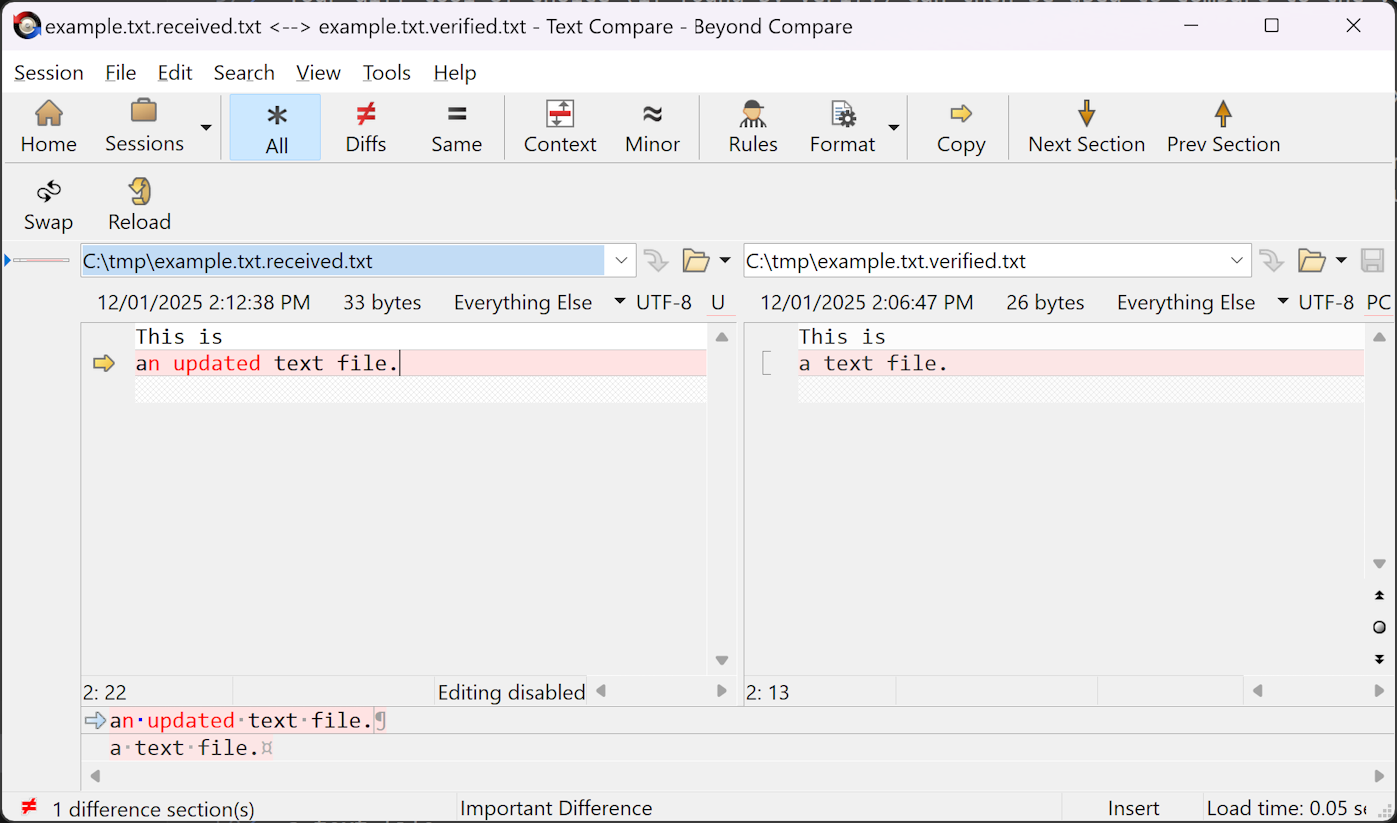 example.txt.received.txt <--> example.txt.verified.txt - Text Compare - Beyond Compare
Session File Edit Search View Tools Help
Home Sessions * All ≠ Diffs = Same Context ≈ Minor Rules Format Copy Next Section Prev Section
Swap Reload
C:\tmp\example.txt.received.txt C:\tmp\example.txt.verified.txt
12/01/2025 2:12:38 PM 33 bytes Everything Else UTF-8 U 12/01/2025 2:06:47 PM 26 bytes Everything Else UTF-8 PC
This is This is
an updated text file. a text file.
2: 22 Editing disabled 2: 13
an·updated·text·file.¶
a·text·file.¤
≠ 1 difference section(s) Important Difference Insert Load time: 0.05 se